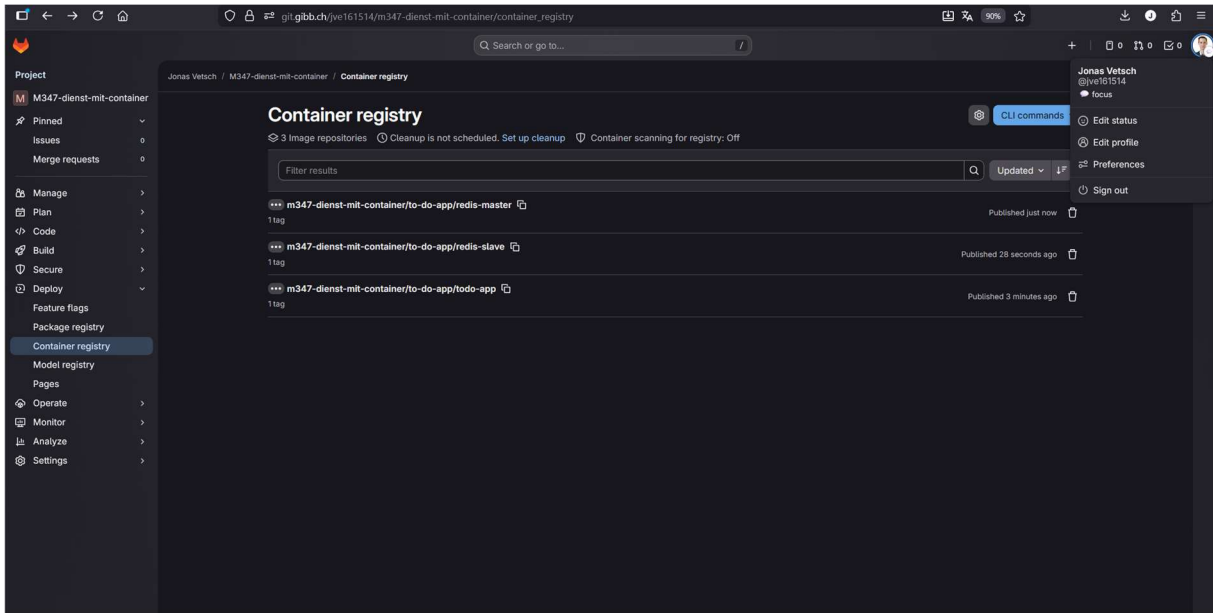 git.gibb.ch/jve161514/m347-dienst-mit-container/container_registry
90%
Search or go to...
/
0
0
0
Project
M M347-dienst-mit-container
Pinned
Issues 0
Merge requests 0
Manage
Plan
Code
Build
Secure
Deploy
Feature flags
Package registry
Container registry
Model registry
Pages
Operate
Monitor
Analyze
Settings
Jonas Vetsch / M347-dienst-mit-container / Container registry
Container registry
CLI commands
3 Image repositories Cleanup is not scheduled. Set up cleanup Container scanning for registry: Off
Filter results
Updated
m347-dienst-mit-container/to-do-app/redis-master
1 tag
Published just now
m347-dienst-mit-container/to-do-app/redis-slave
1 tag
Published 28 seconds ago
m347-dienst-mit-container/to-do-app/todo-app
1 tag
Published 3 minutes ago
Jonas Vetsch
@jve161514
focus
Edit status
Edit profile
Preferences
Sign out